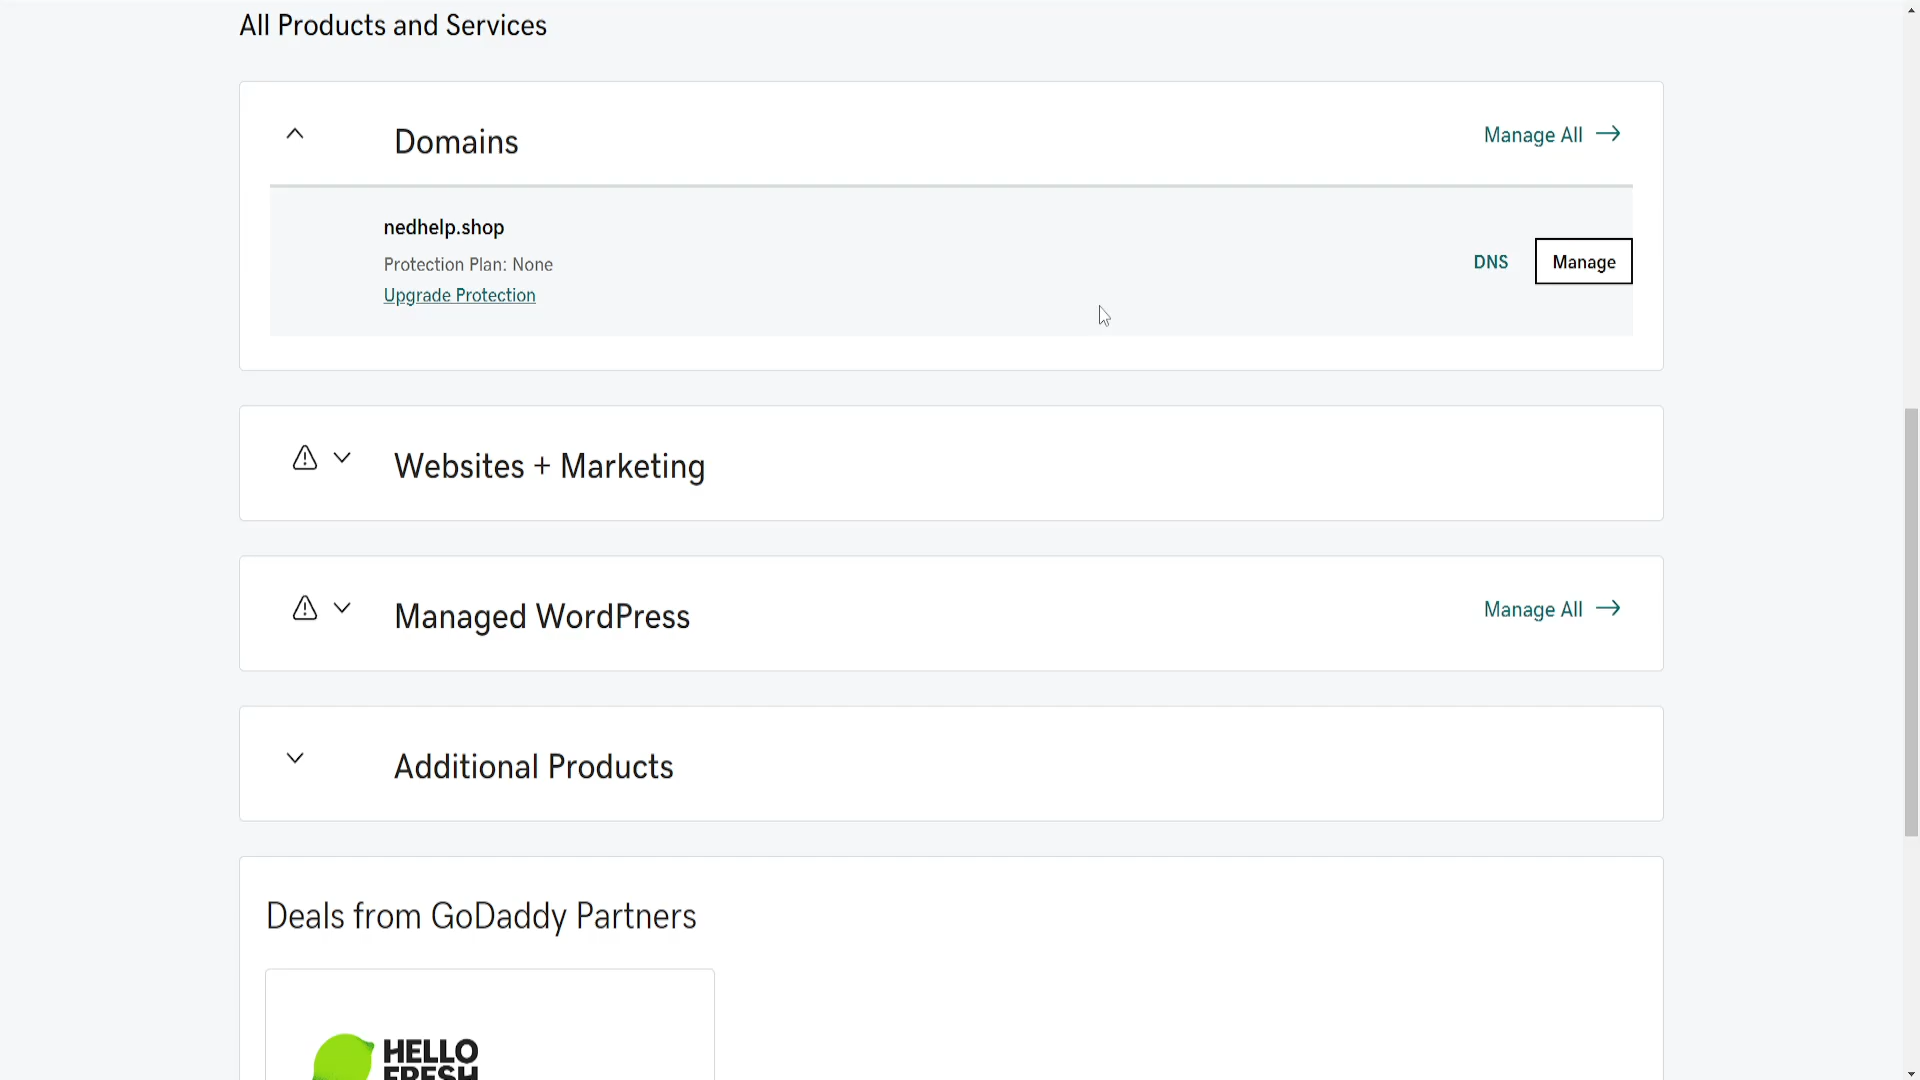 All Products and Services
Domains
Manage All
nedhelp.shop
Protection Plan: None
Upgrade Protection
DNS
Manage
Websites + Marketing
Managed WordPress
Manage All
Additional Products
Deals from GoDaddy Partners
HELLO
FRESH